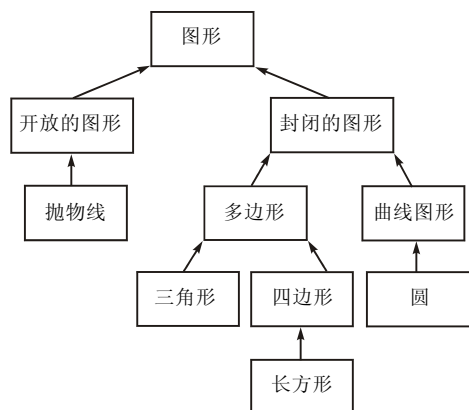 图形
开放的图形
封闭的图形
抛物线
多边形
曲线图形
三角形
四边形
圆
长方形